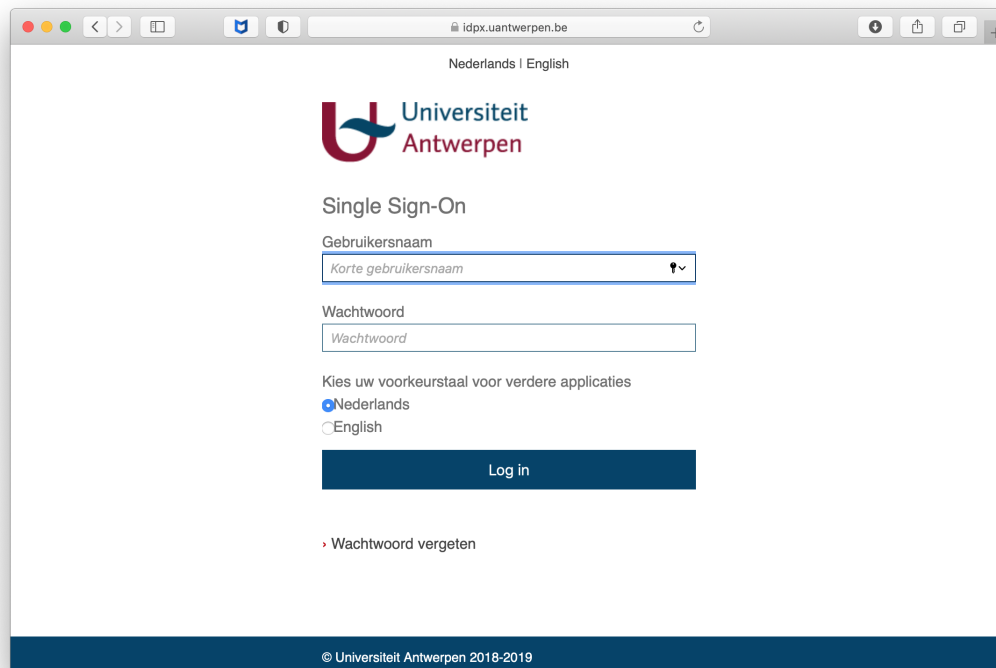 idpx.uantwerpen.be
Nederlands | English
Universiteit
Antwerpen
Single Sign-On
Gebruikersnaam
Korte gebruikersnaam
Wachtwoord
Wachtwoord
Kies uw voorkeurstaal voor verdere applicaties
Nederlands
English
Log in
› Wachtwoord vergeten
© Universiteit Antwerpen 2018-2019